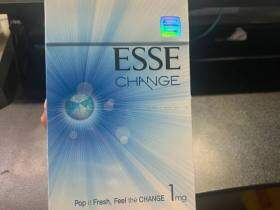 ESSE
CHANGE
Pop it Fresh, Feel the CHANGE 1mg